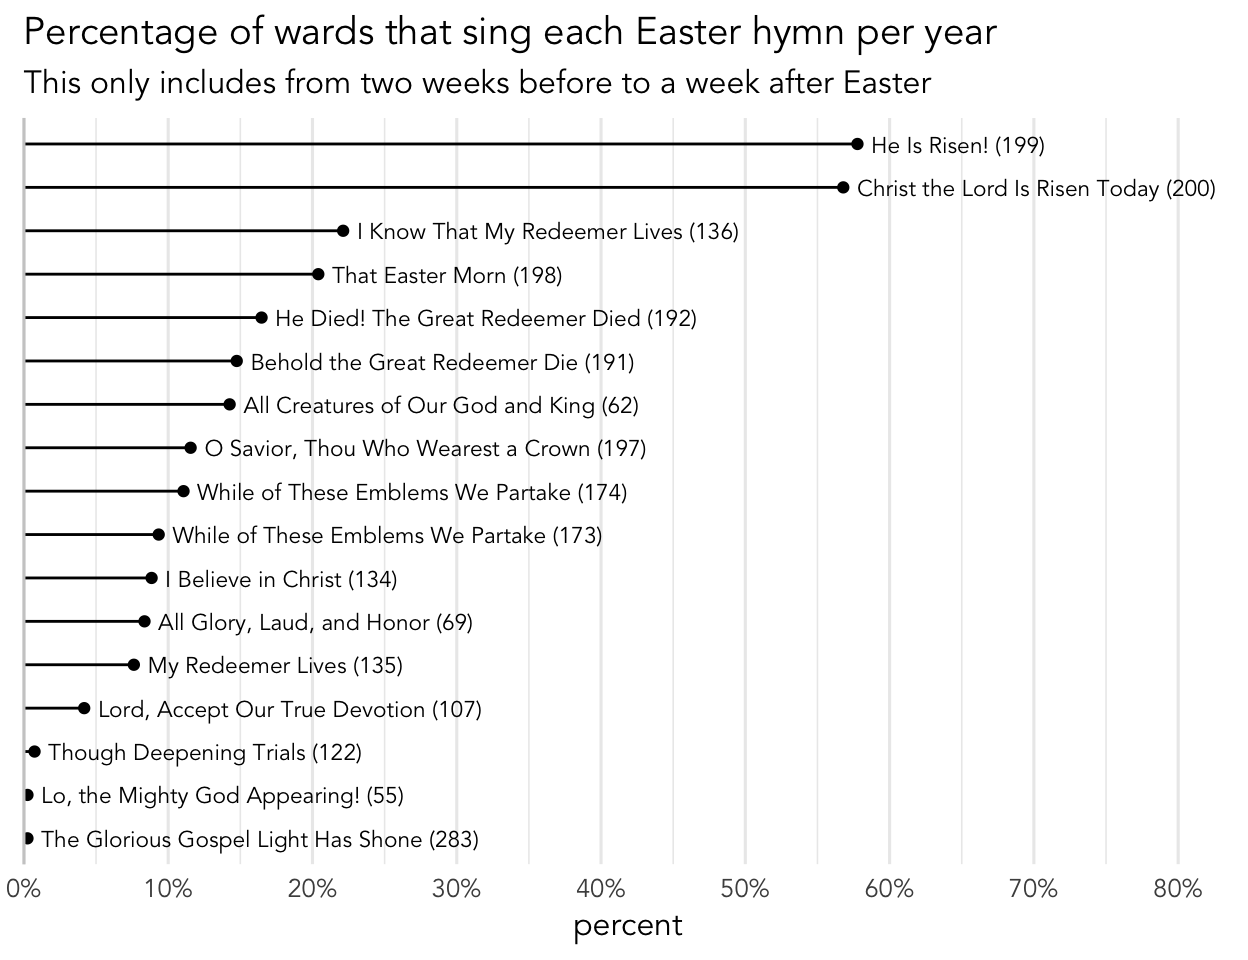 Percentage of wards that sing each Easter hymn per year
This only includes from two weeks before to a week after Easter
He Is Risen! (199)
Christ the Lord Is Risen Today (200)
I Know That My Redeemer Lives (136)
That Easter Morn (198)
He Died! The Great Redeemer Died (192)
Behold the Great Redeemer Die (191)
All Creatures of Our God and King (62)
O Savior, Thou Who Wearest a Crown (197)
While of These Emblems We Partake (174)
While of These Emblems We Partake (173)
I Believe in Christ (134)
All Glory, Laud, and Honor (69)
My Redeemer Lives (135)
Lord, Accept Our True Devotion (107)
Though Deepening Trials (122)
Lo, the Mighty God Appearing! (55)
The Glorious Gospel Light Has Shone (283)
0% 10% 20% 30% 40% 50% 60% 70% 80%
percent